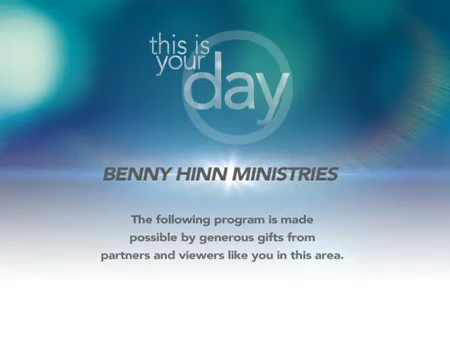 this is
your
day
BENNY HINN MINISTRIES
The following program is made
possible by generous gifts from
partners and viewers like you in this area.